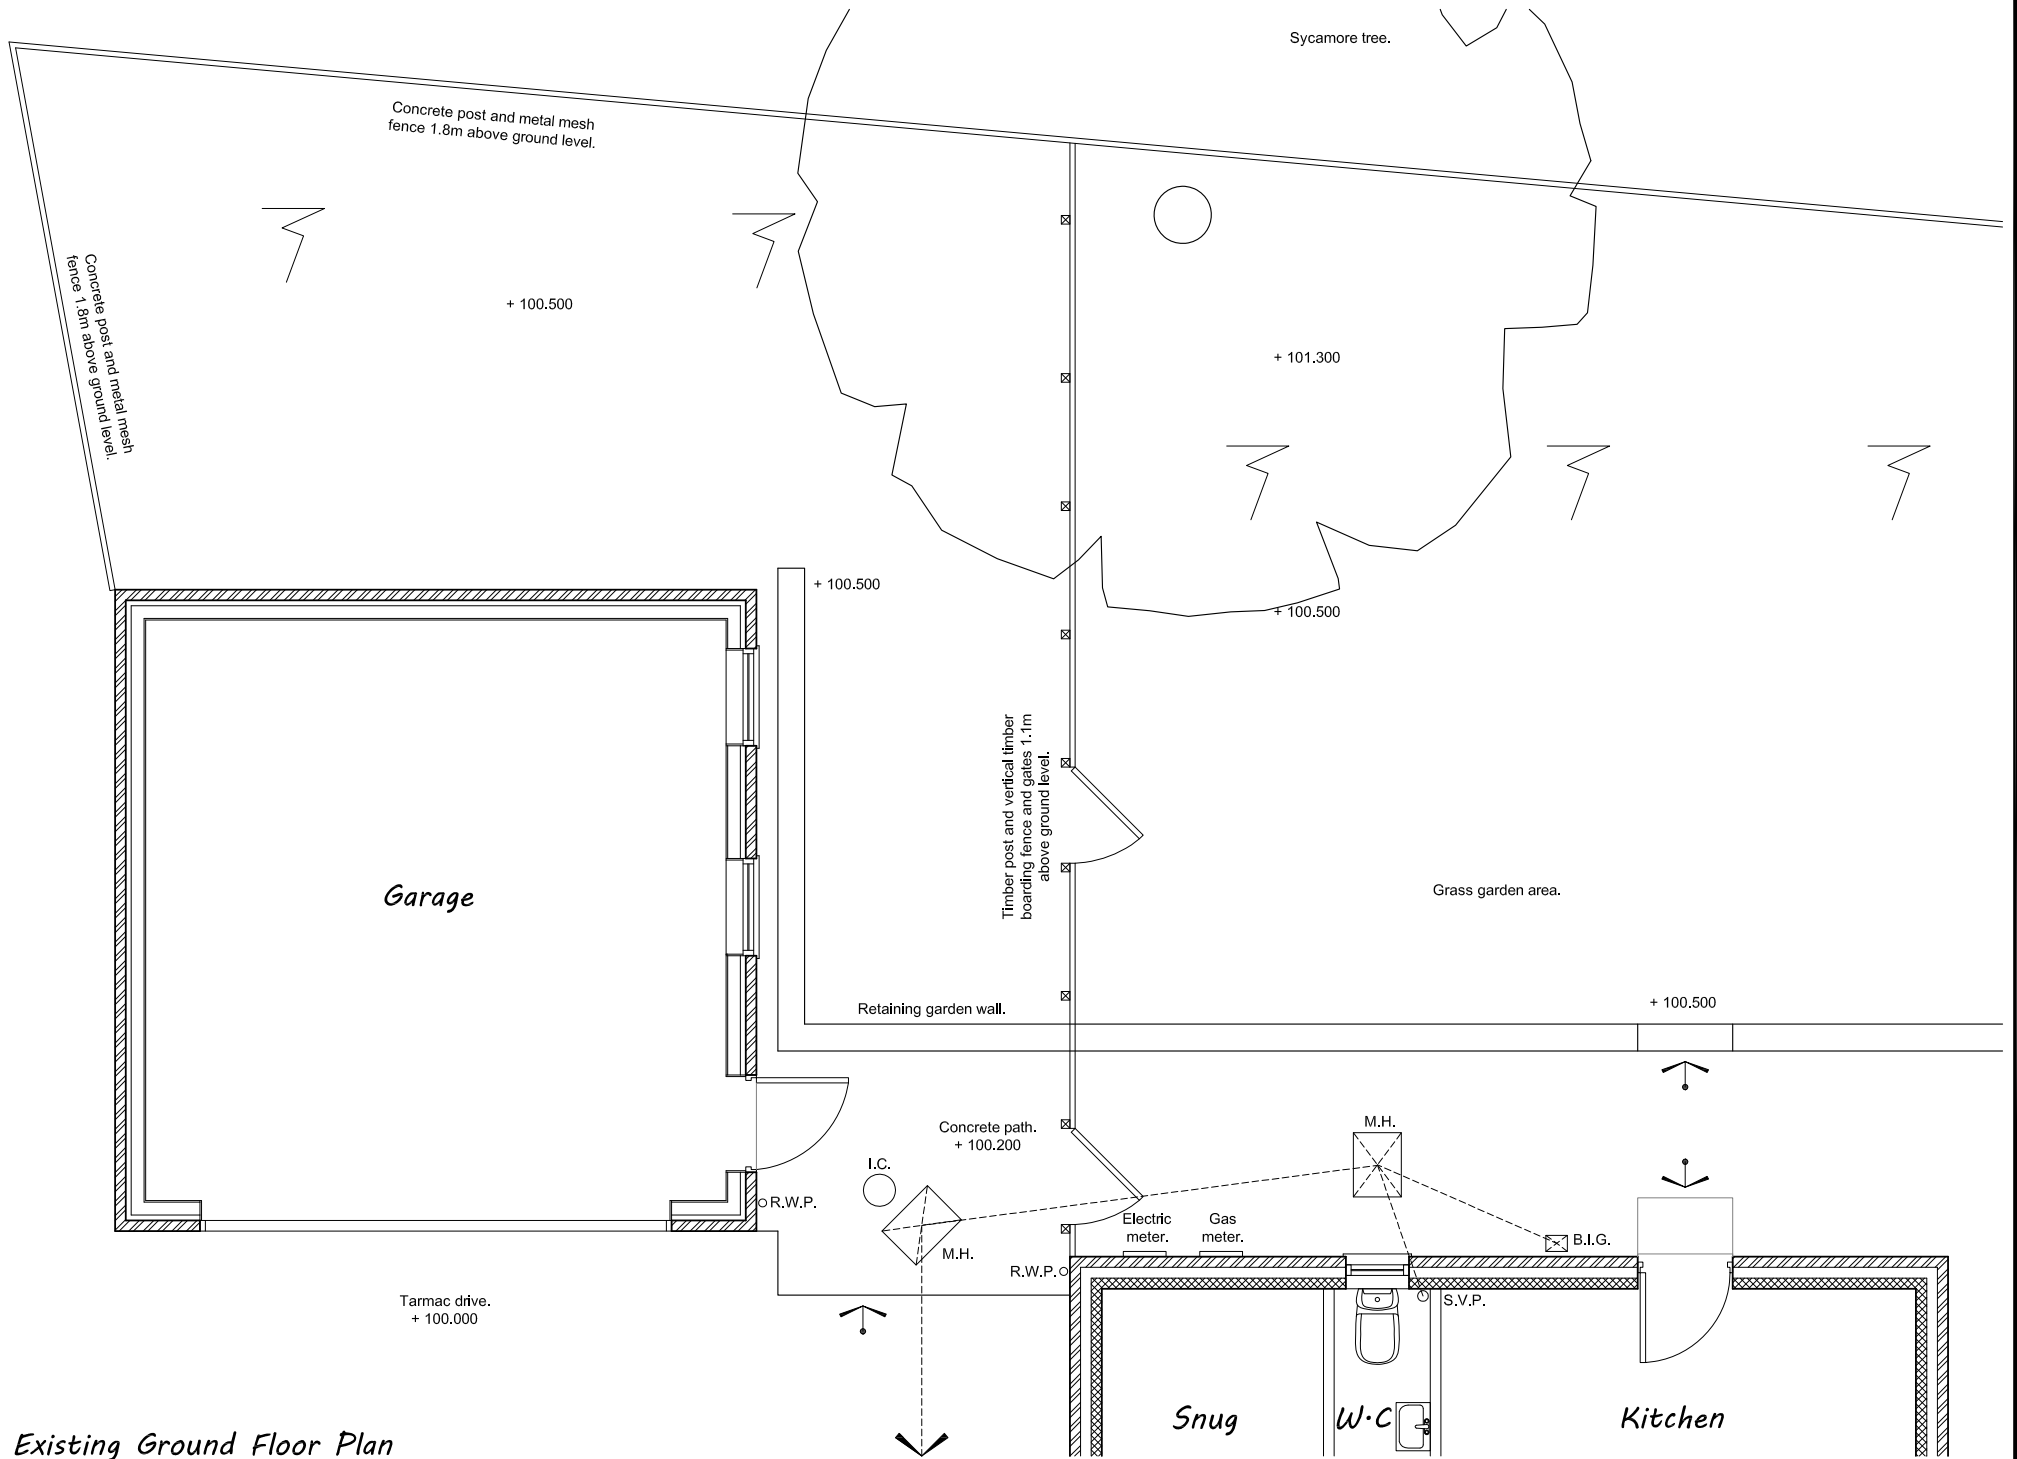 Sycamore tree.
Concrete post and metal mesh
fence 1.8m above ground level.
Concrete post and metal mesh
fence 1.8m above ground level.
+ 100.500
+ 101.300
+ 100.500
+ 100.500
Timber post and vertical timber
boarding fence and gates 1.1m
above ground level.
Garage
Grass garden area.
Retaining garden wall.
+ 100.500
Concrete path.
+ 100.200
M.H.
I.C.
R.W.P.
Electric
meter.
Gas
meter.
B.I.G.
M.H.
R.W.P.
S.V.P.
Tarmac drive.
+ 100.000
Snug
W·C
Kitchen
Existing Ground Floor Plan